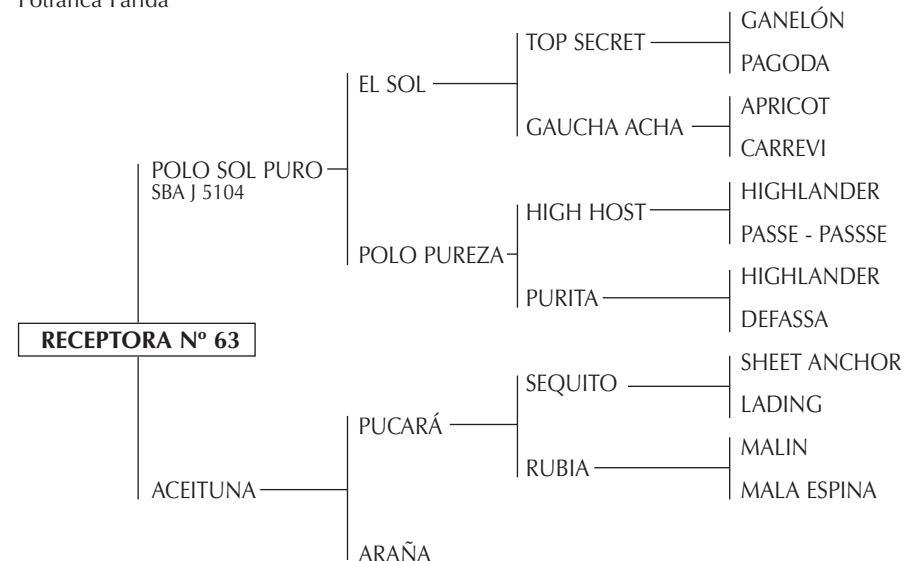 Potranca Parida
GANELÓN
TOP SECRET
PAGODA
EL SOL
APRICOT
GAUCHA ACHA
CARREVI
POLO SOL PURO
SBA J 5104
HIGHLANDER
HIGH HOST
PASSE - PASSSE
POLO PUREZA
HIGHLANDER
PURITA
DEFASSA
RECEPTORA Nº 63
SHEET ANCHOR
SEQUITO
LADING
PUCARÁ
MALIN
RUBIA
MALA ESPINA
ACEITUNA
ARAÑA